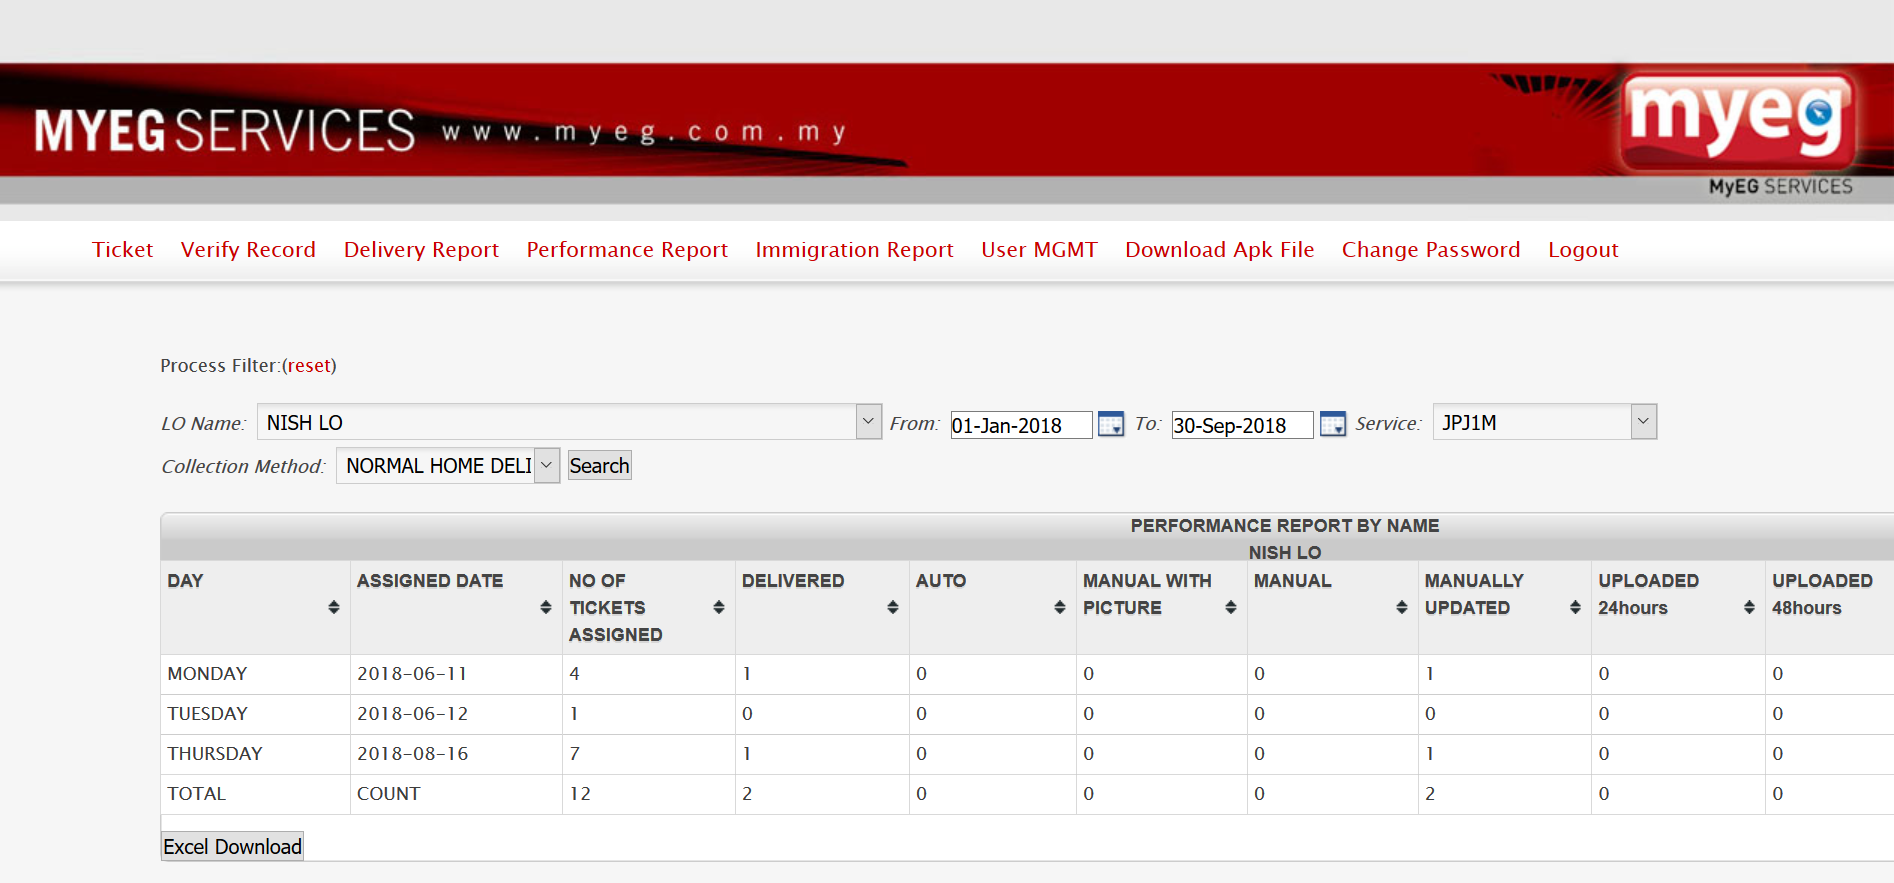 MYEG SERVICES www.myeg.com.my
myeg
MyEG SERVICES
Ticket Verify Record Delivery Report Performance Report Immigration Report User MGMT Download Apk File Change Password Logout
Process Filter:(reset)
LO Name: NISH LO From: 01-Jan-2018 To: 30-Sep-2018 Service: JPJ1M
Collection Method: NORMAL HOME DELI Search
PERFORMANCE REPORT BY NAME
NISH LO
DAY ASSIGNED DATE NO OF TICKETS ASSIGNED DELIVERED AUTO MANUAL WITH PICTURE MANUAL MANUALLY UPDATED UPLOADED 24hours UPLOADED 48hours
MONDAY 2018-06-11 4 1 0 0 0 1 0 0
TUESDAY 2018-06-12 1 0 0 0 0 0 0 0
THURSDAY 2018-08-16 7 1 0 0 0 1 0 0
TOTAL COUNT 12 2 0 0 0 2 0 0
Excel Download